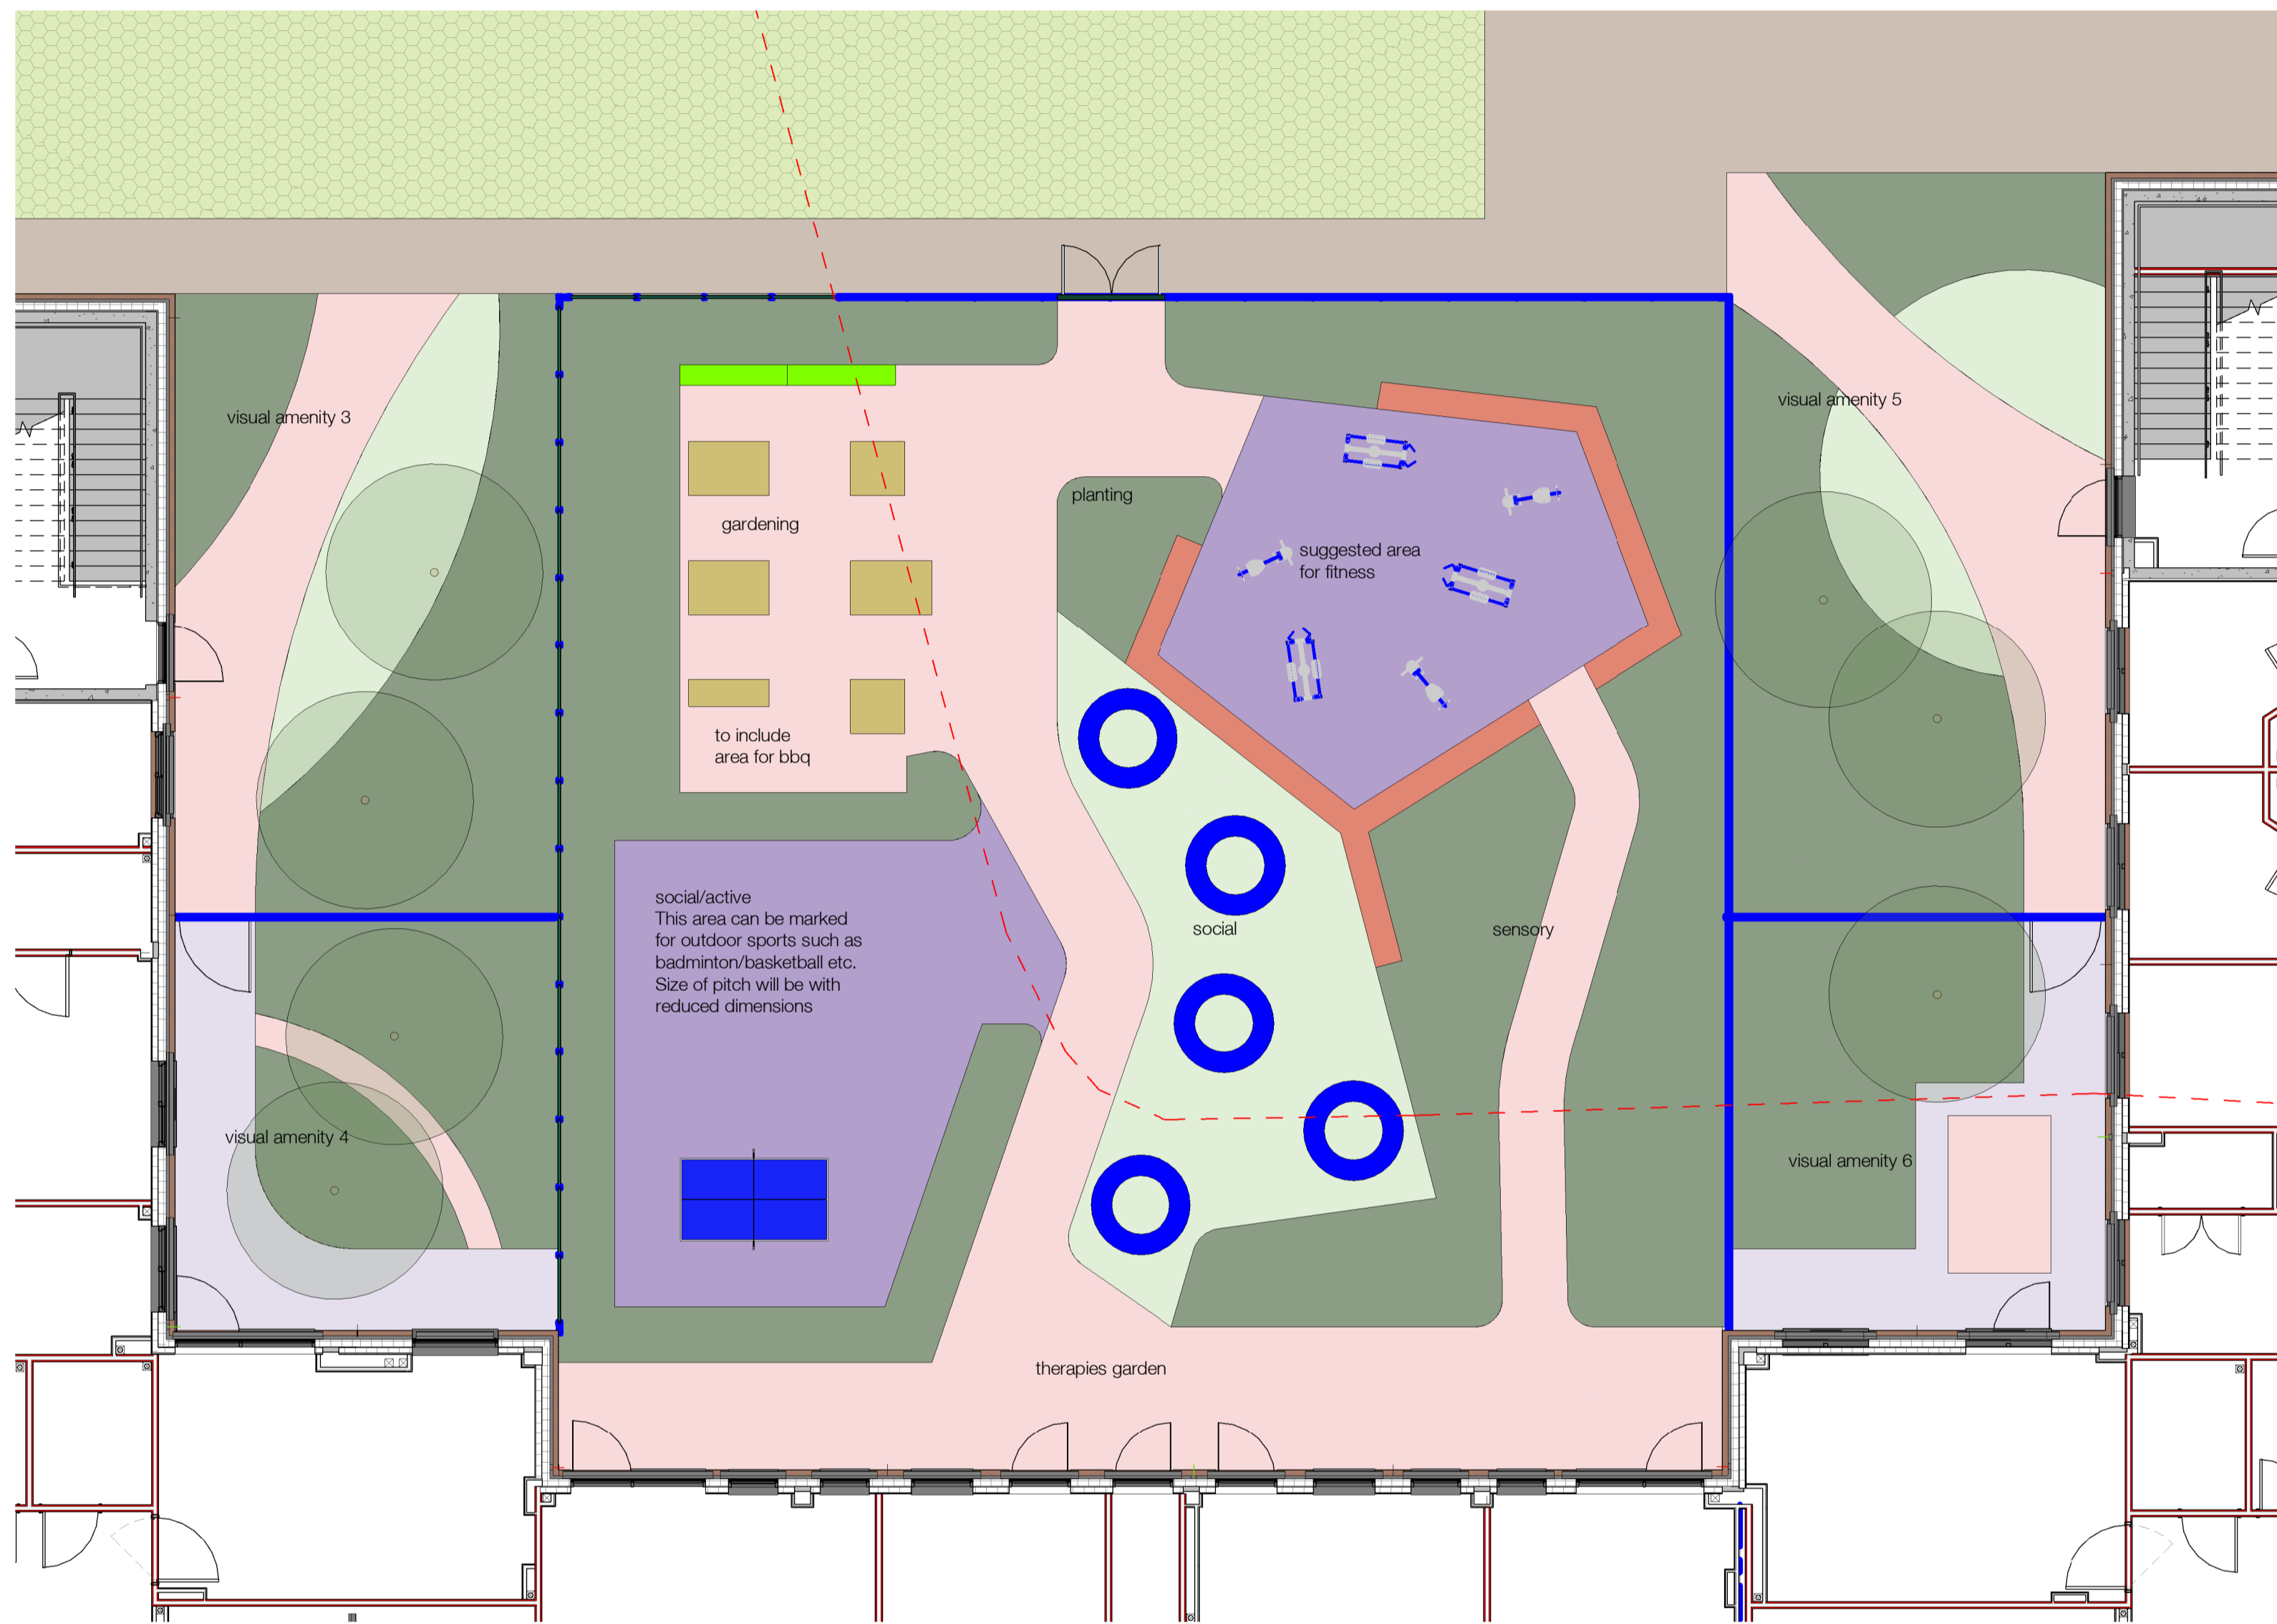 visual amenity 3
visual amenity 5
planting
gardening
suggested area
for fitness
to include
area for bbq
social/active
This area can be marked
for outdoor sports such as
badminton/basketball etc.
Size of pitch will be with
reduced dimensions
social
sensory
visual amenity 4
visual amenity 6
therapies garden